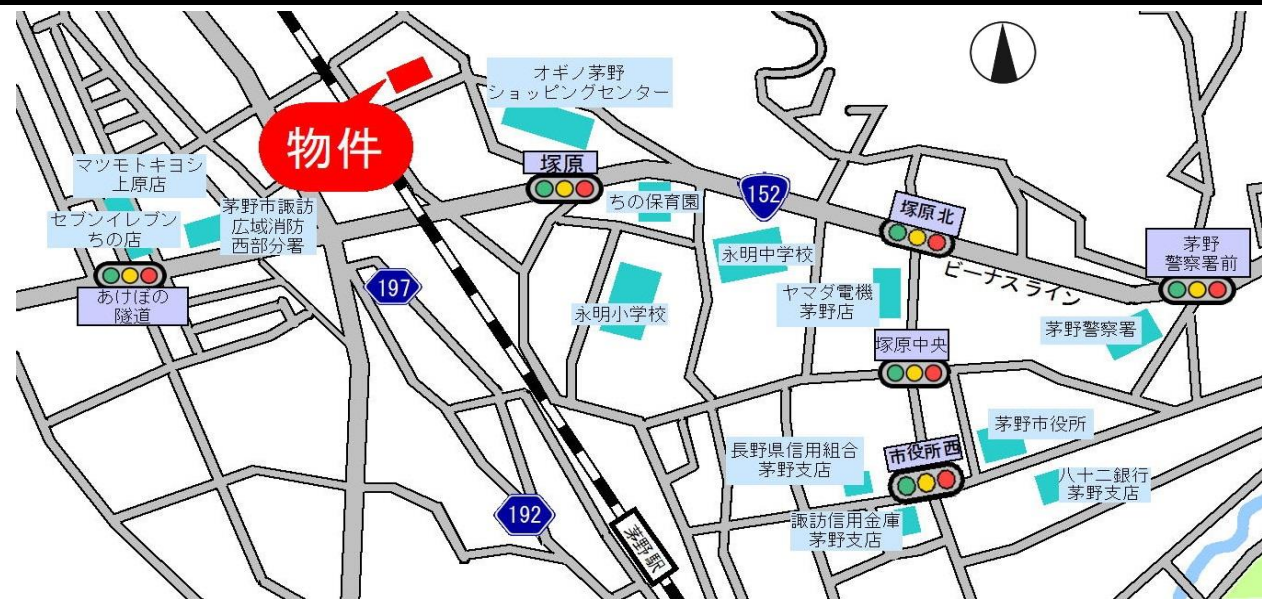 オギノ茅野
ショッピングセンター
物件
塚原
マツモトキヨシ
上原店
セブンイレブン
ちの店
茅野市諏訪
広域消防
西部分署
あけぼの
隧道
ちの保育園
152
塚原北
永明中学校
ビーナスライン
茅野
警察署前
197
永明小学校
ヤマダ電機
茅野店
茅野警察署
塚原中央
長野県信用組合
茅野支店
市役所西
茅野市役所
八十二銀行
茅野支店
192
諏訪信用金庫
茅野支店
茅野駅